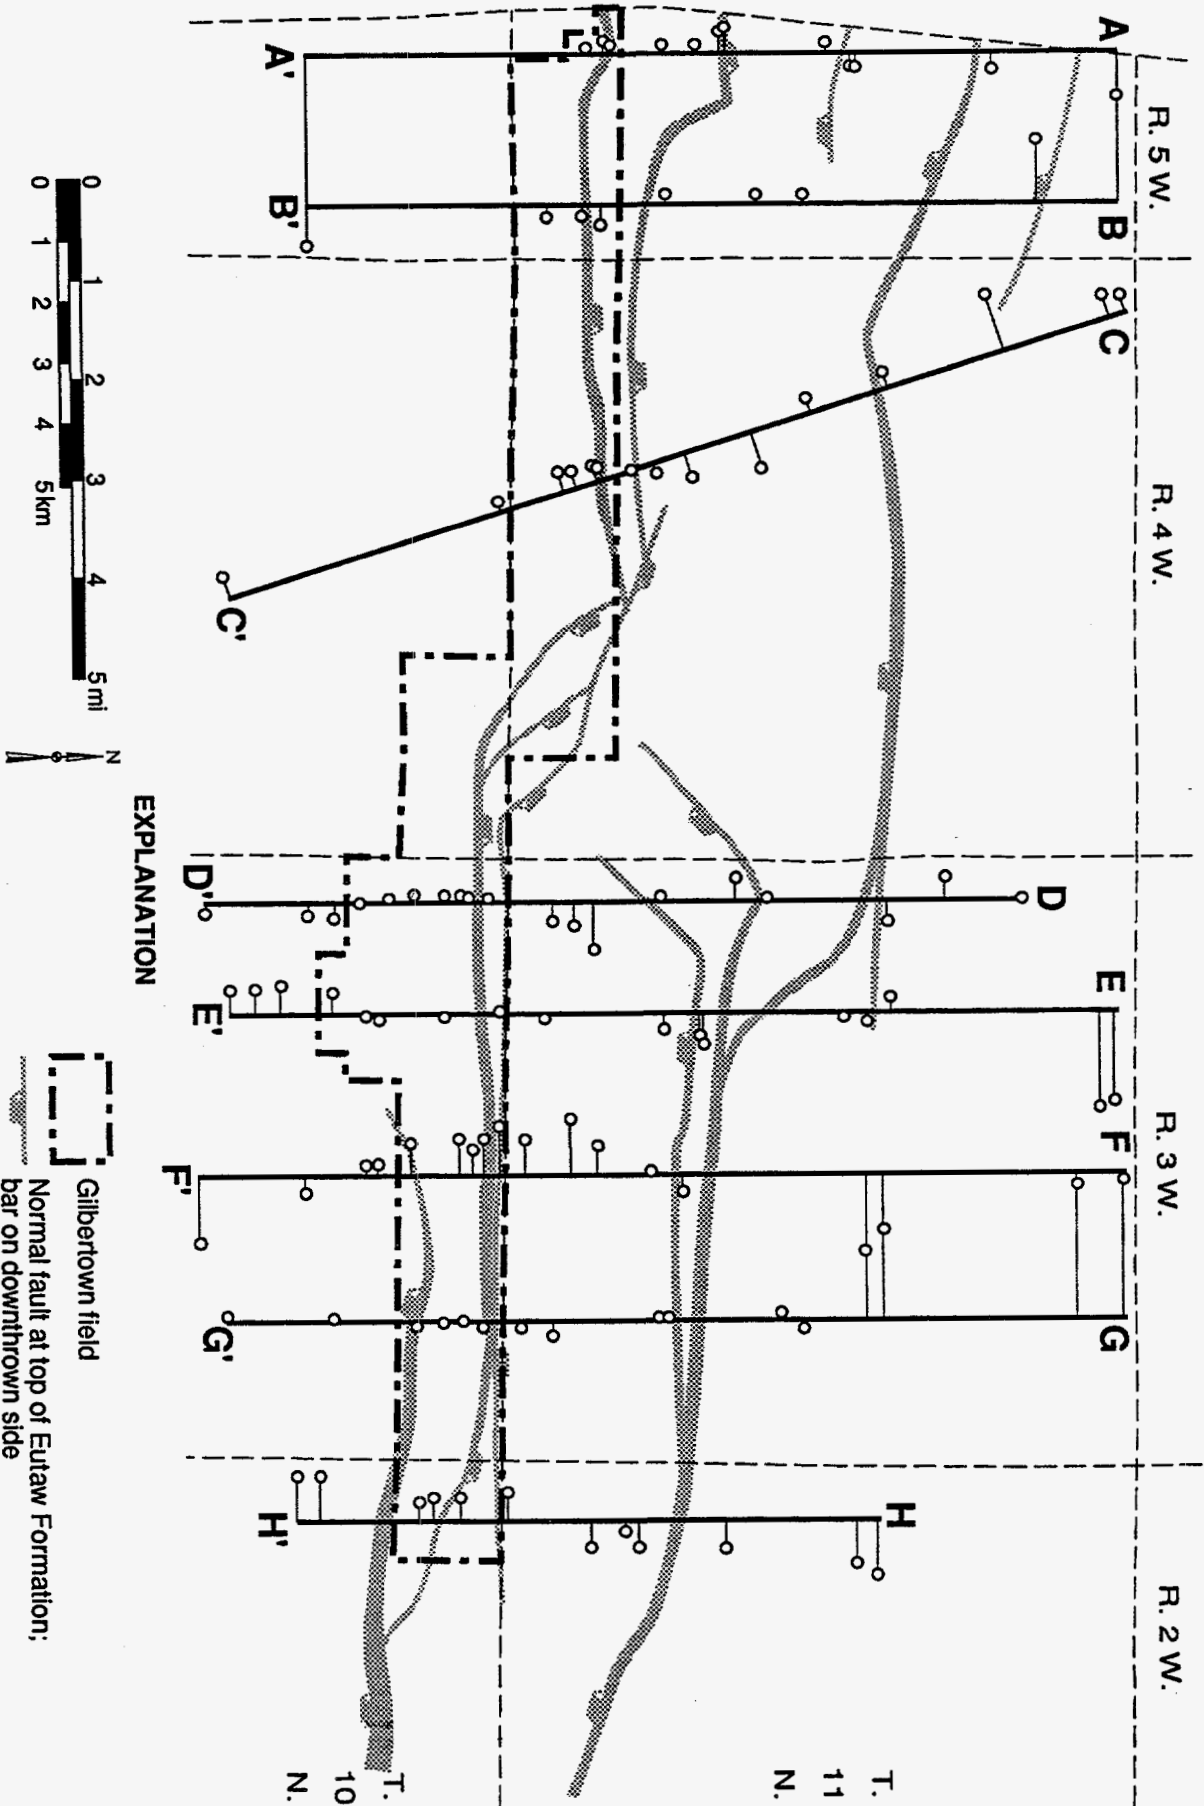 R. 5 W.
R. 4 W.
R. 3 W.
R. 2 W.
A
B
C
D
E
F
G
H
T.
11
N.
T.
10
N.
A'
B'
C'
D'
E'
F'
G'
H'
0 1 2 3 4 5 mi
0 1 2 3 4 5 km
N
EXPLANATION
Gilbertown field
Normal fault at top of Eutaw Formation;
bar on downthrown side